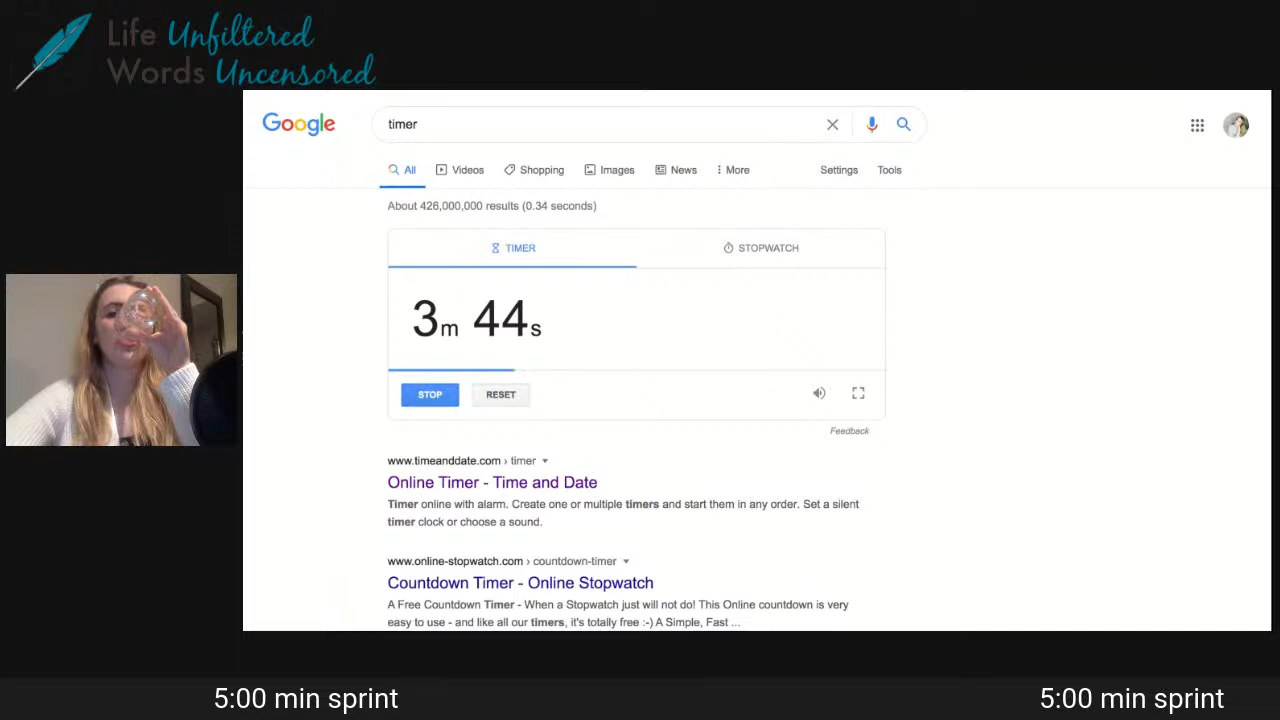 Life Unfiltered
Words Uncensored
Google
timer
All
Videos
Shopping
Images
News
More
Settings
Tools
About 426,000,000 results (0.34 seconds)
TIMER
STOPWATCH
3m 44s
STOP
RESET
Feedback
www.timeanddate.com › timer
Online Timer - Time and Date
Timer online with alarm. Create one or multiple timers and start them in any order. Set a silent
timer clock or choose a sound.
www.online-stopwatch.com › countdown-timer
Countdown Timer - Online Stopwatch
A Free Countdown Timer - When a Stopwatch just will not do! This Online countdown is very
easy to use - and like all our timers, it's totally free :-) A Simple, Fast ...
5:00 min sprint
5:00 min sprint